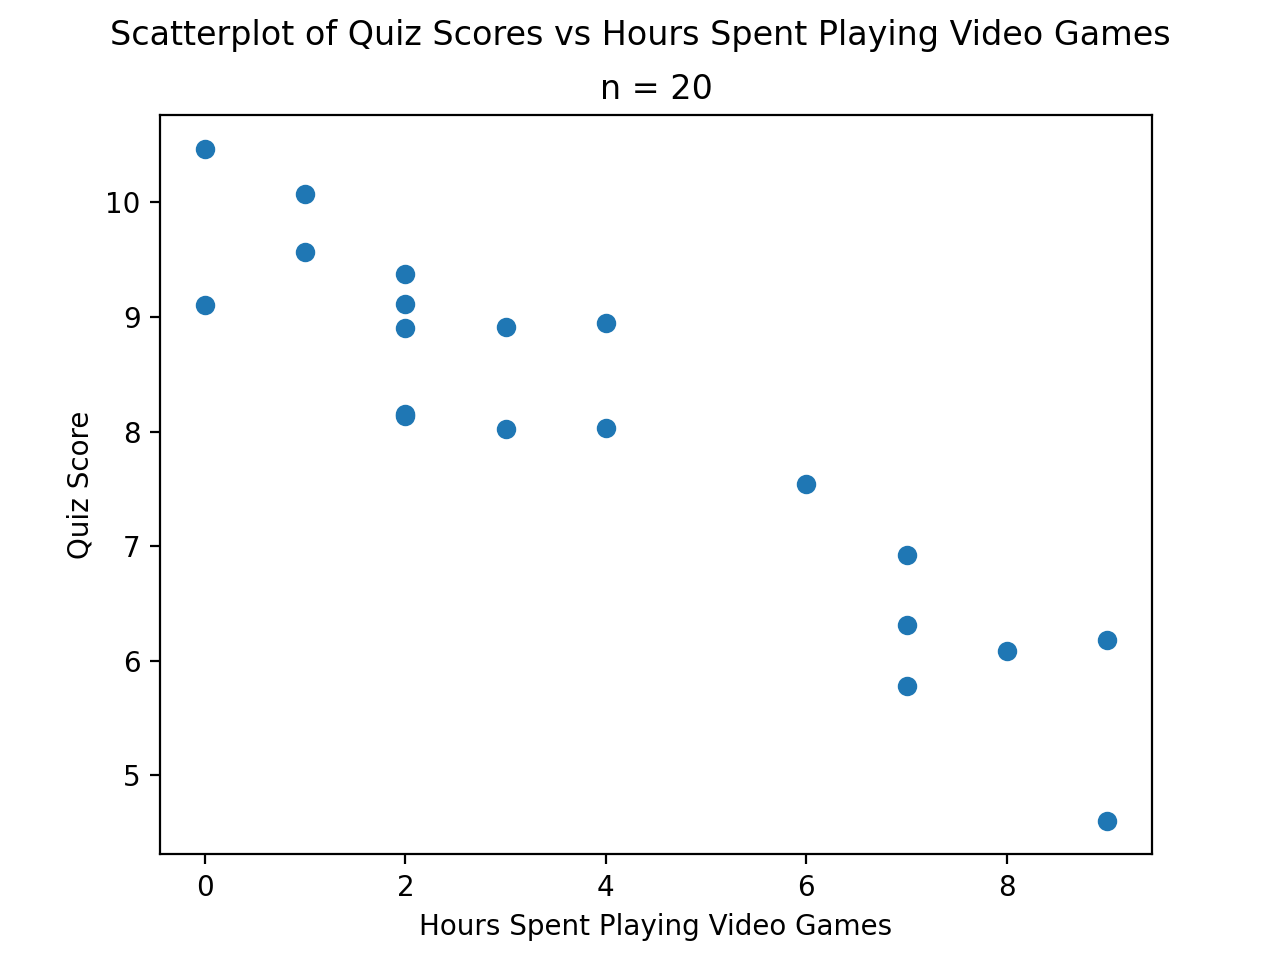 Scatterplot of Quiz Scores vs Hours Spent Playing Video Games
n = 20
10
9
8
7
6
5
Quiz Score
0 2 4 6 8
Hours Spent Playing Video Games